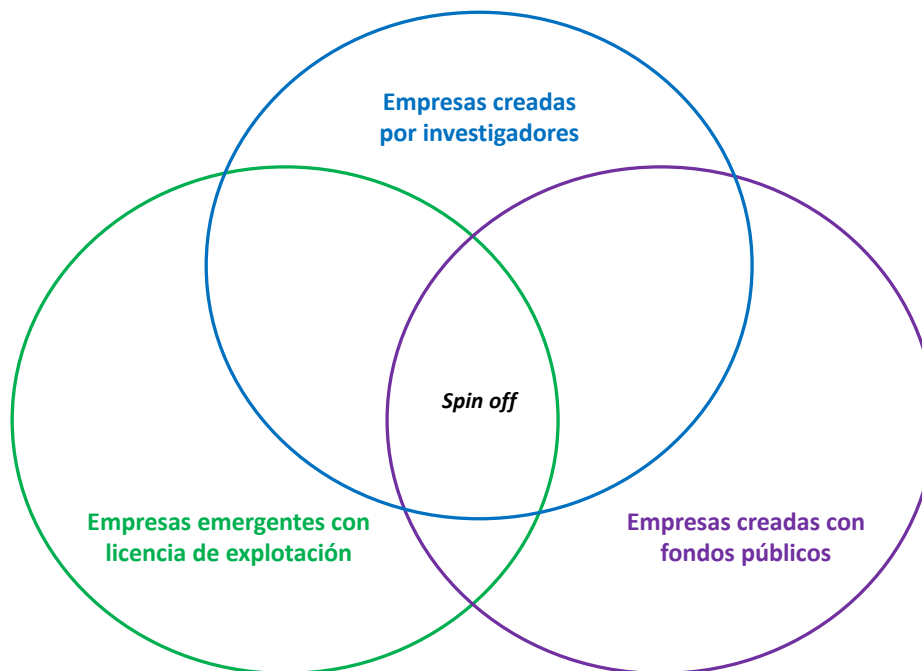 Empresas creadas
por investigadores
Spin off
Empresas emergentes con
licencia de explotación
Empresas creadas con
fondos públicos